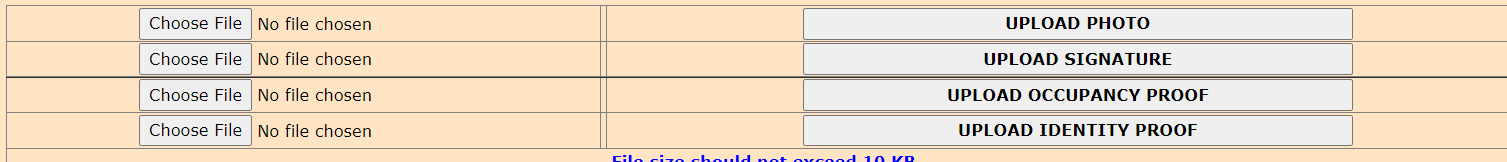 Choose File No file chosen UPLOAD PHOTO
Choose File No file chosen UPLOAD SIGNATURE
Choose File No file chosen UPLOAD OCCUPANCY PROOF
Choose File No file chosen UPLOAD IDENTITY PROOF
File size should not exceed 10 KB